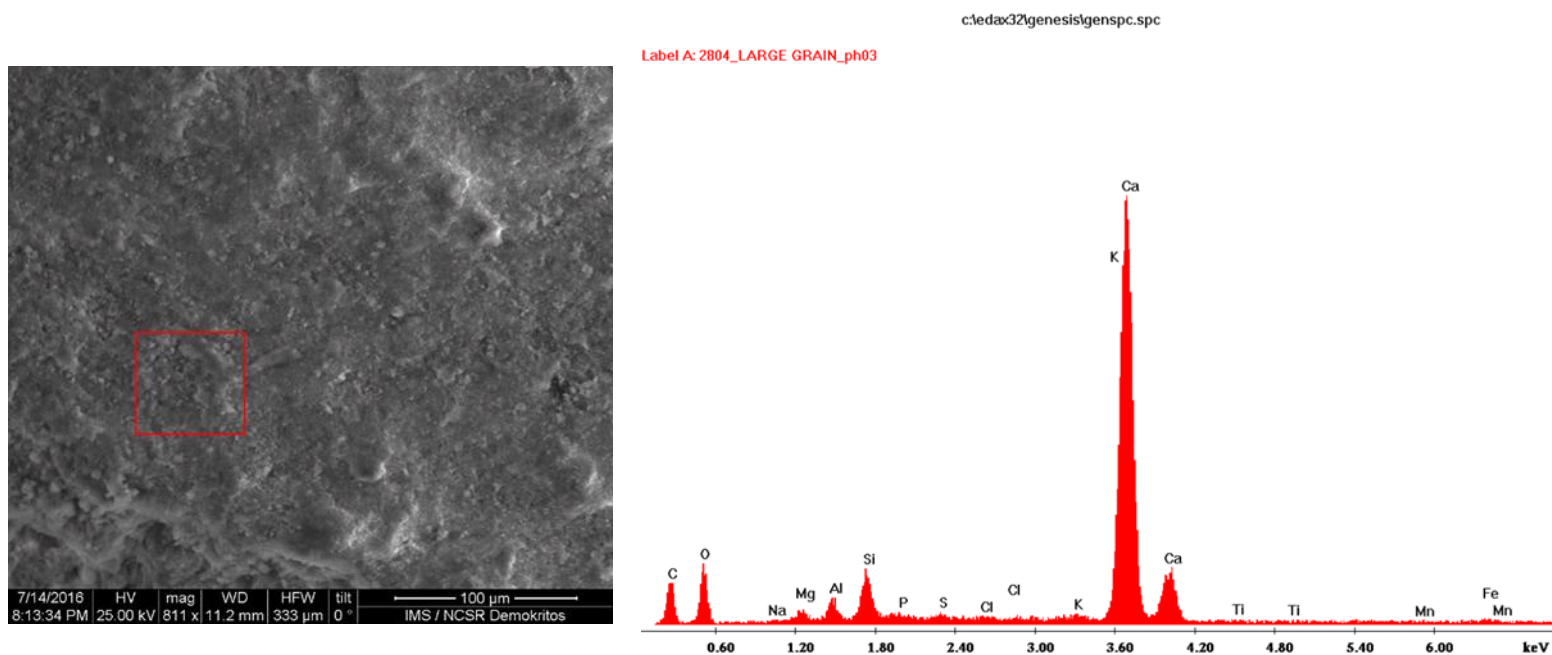 c:\edax32\genesis\genspc.spc
Label A: 2804_LARGE GRAIN_ph03
7/14/2016 HV mag WD HFW tilt 100 µm
8:13:34 PM 25.00 kV 811 x 11.2 mm 333 µm 0 ° IMS / NCSR Demokritos
C O Na Mg Al Si P S Cl Cl K K Ca Ca Ti Ti Mn Fe Mn
0.60 1.20 1.80 2.40 3.00 3.60 4.20 4.80 5.40 6.00 keV